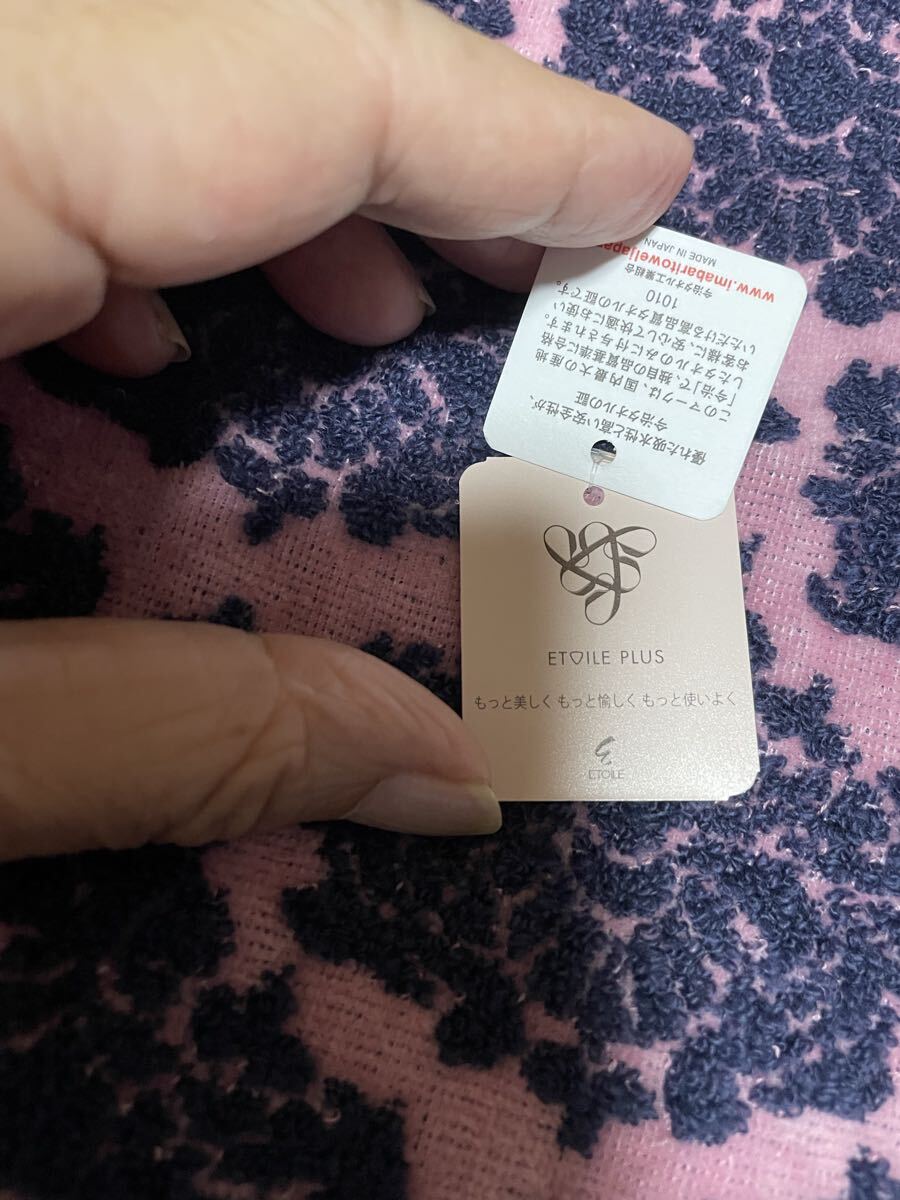 優れた吸水性と高い安全性が、
今治タオルの証
このマークは、国内最大の産地
「今治」で、独自の品質基準に合格
したタオルのみに付与されます。
お客様に、安心して快適にお使い
いただける高品質タオルの証です。
1010
今治タオル工業組合
www.imabaritoweljapan
MADE IN JAPAN
ETOILE PLUS
もっと美しく もっと愉しく もっと使いよく
ETOILE